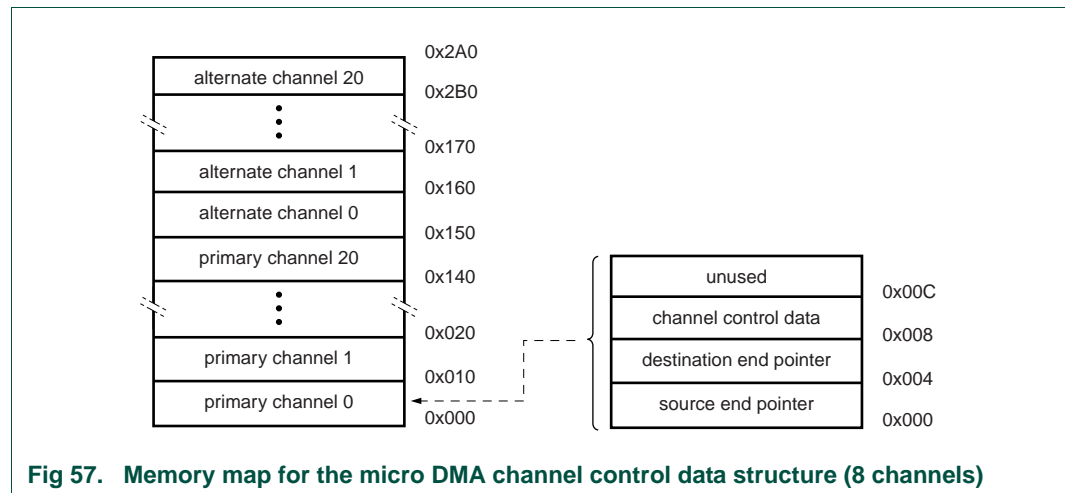 0x2A0
alternate channel 20
0x2B0
0x170
alternate channel 1
0x160
alternate channel 0
0x150
primary channel 20
0x140
0x020
primary channel 1
0x010
primary channel 0
0x000
unused
0x00C
channel control data
0x008
destination end pointer
0x004
source end pointer
0x000
Fig 57. Memory map for the micro DMA channel control data structure (8 channels)